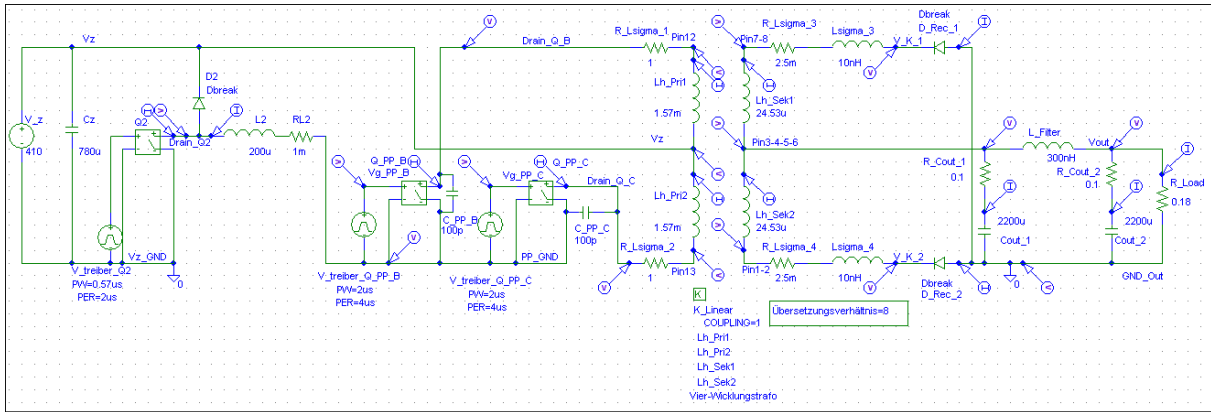 Vz
D2
Dbreak
V_z
410
Cz
780u
Q2
Drain_Q2
L2
200u
RL2
1m
V_treiber_Q2
PW=0.57us
PER=2us
Vz_GND
0
Drain_Q_B
R_Lsigma_1
1
Pin12
Q_PP_B
Vg_PP_B
C_PP_B
100p
V_treiber_Q_PP_B
PW=2us
PER=4us
Vg_PP_C
Drain_Q_C
C_PP_C
100p
PP_GND
V_treiber_Q_PP_C
PW=2us
PER=4us
R_Lsigma_2
1
Pin13
Lh_Pri1
1.57m
Vz
Lh_Pri2
1.57m
Pin7-8
R_Lsigma_3
2.5m
Lsigma_3
10nH
V_K_1
Dbreak
D_Rec_1
Lh_Sek1
24.53u
Pin3-4-5-6
Lh_Sek2
24.53u
Pin1-2
R_Lsigma_4
2.5m
Lsigma_4
10nH
V_K_2
Dbreak
D_Rec_2
L_Filter
300nH
Vout
R_Cout_1
0.1
R_Cout_2
0.1
R_Load
0.18
2200u
Cout_1
2200u
Cout_2
0
GND_Out
K
K_Linear
COUPLING=1
Lh_Pri1
Lh_Pri2
Lh_Sek1
Lh_Sek2
Vier-Wicklungstrafo
Übersetzungsverhältnis=8